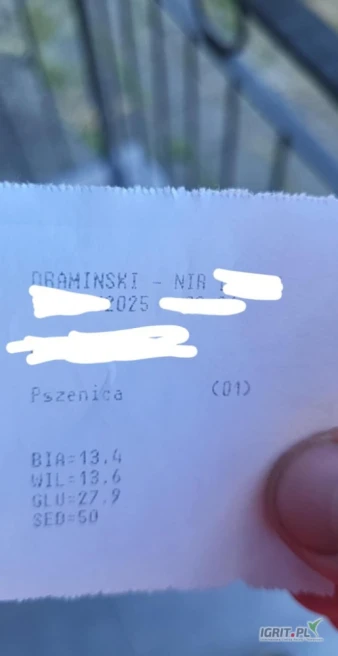 DRAMINSKI - NIR
2025
Pszenica (01)
BIA=13.4
WIL=13.6
GLU=27.9
SED=50
IGRIT.PL